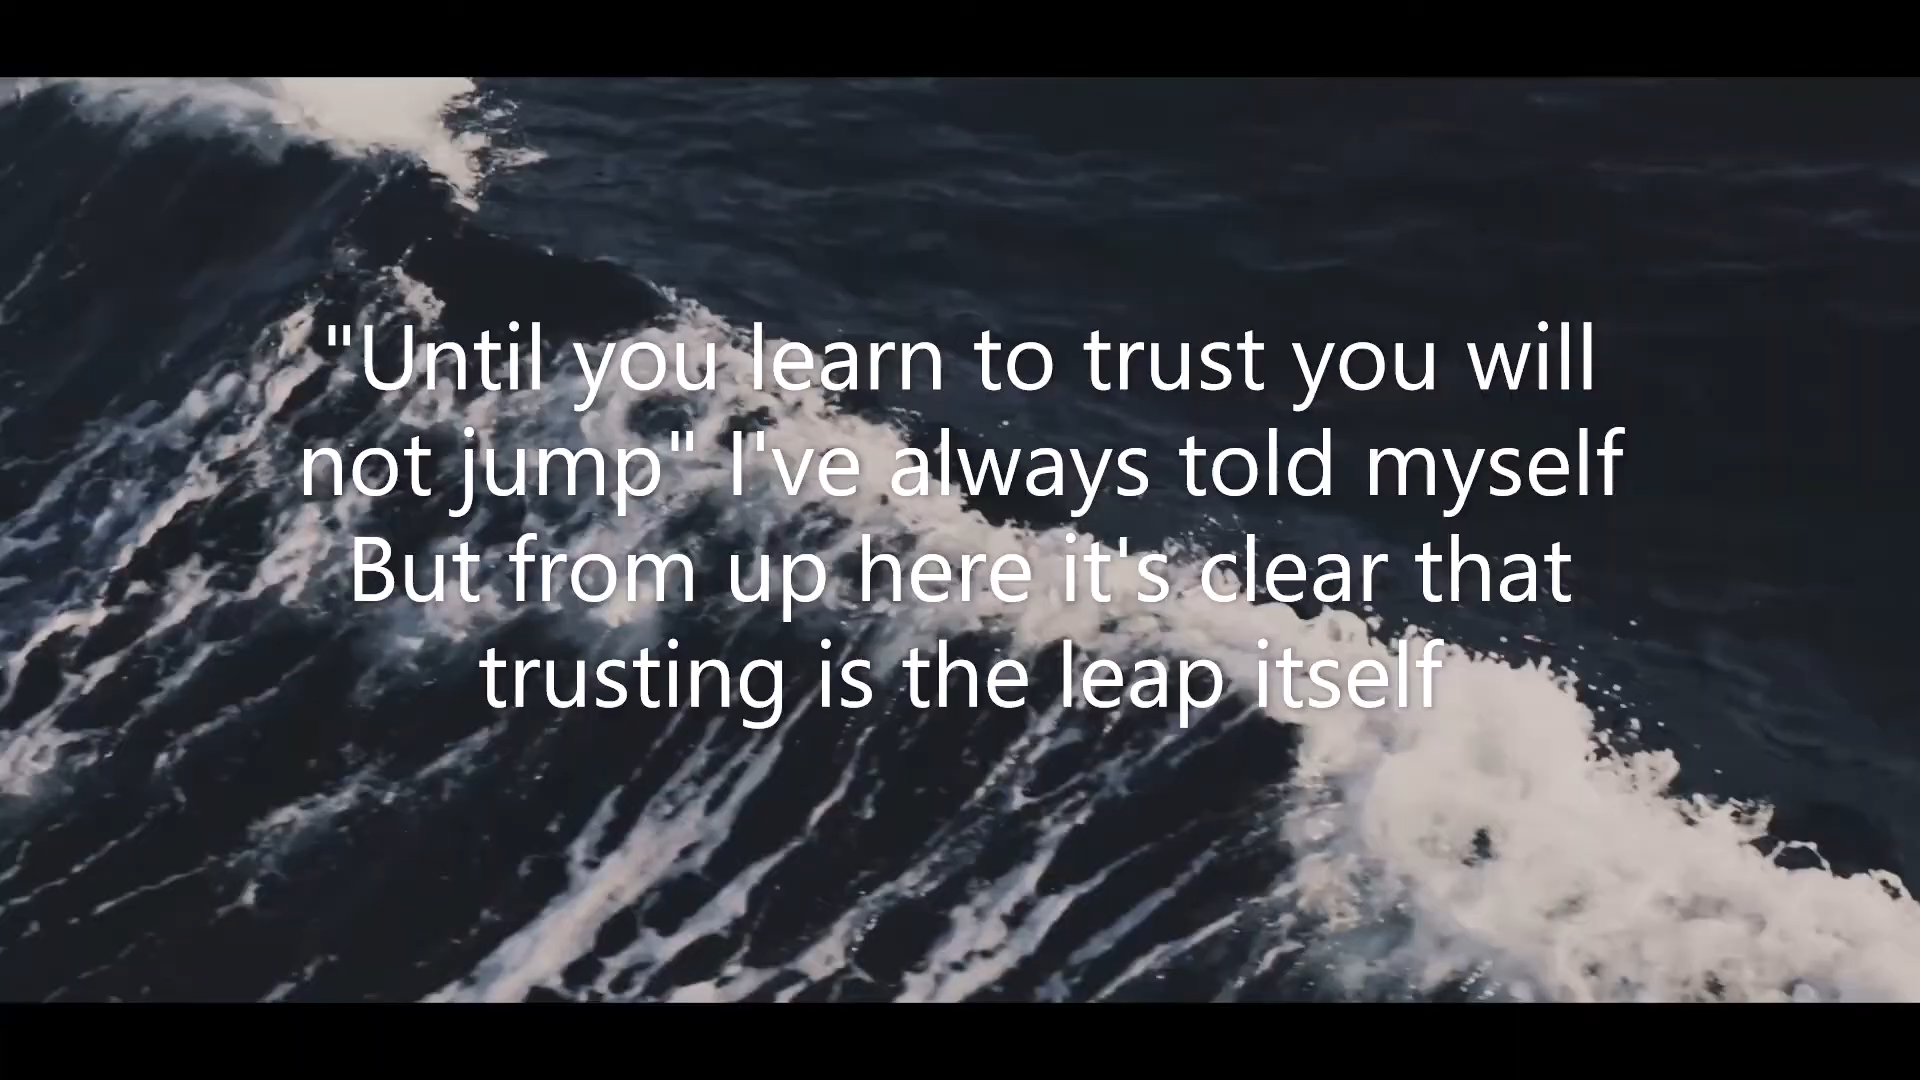 "Until you learn to trust you will
not jump" I've always told myself
But from up here it's clear that
trusting is the leap itself